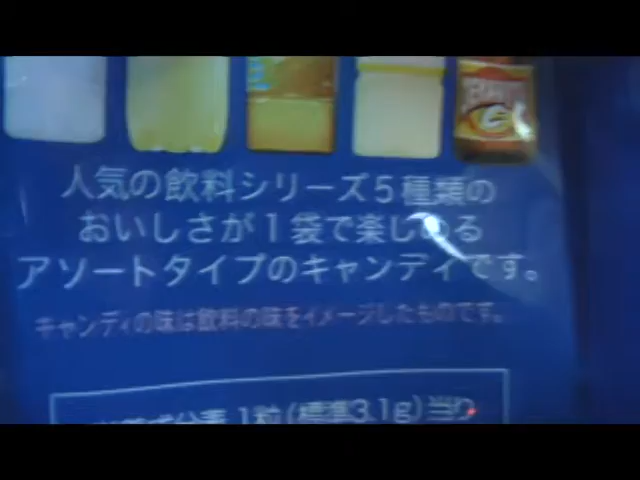 人気の飲料シリーズ5種類の
おいしさが1袋で楽しめる
アソートタイプのキャンディです。
キャンディの味は飲料の味をイメージしたものです。
1粒(標準3.1g)当り